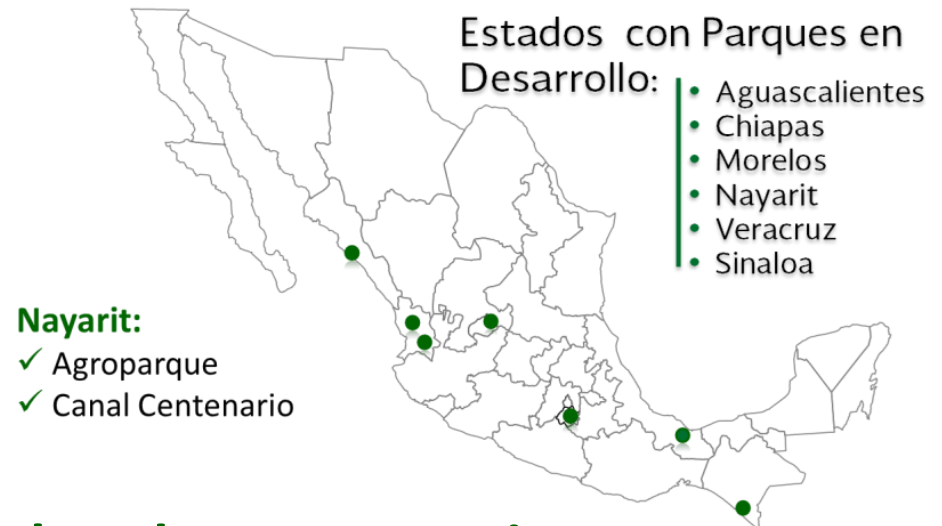 Estados con Parques en
Desarrollo:
• Aguascalientes
• Chiapas
• Morelos
• Nayarit
• Veracruz
• Sinaloa
Nayarit:
✓ Agroparque
✓ Canal Centenario